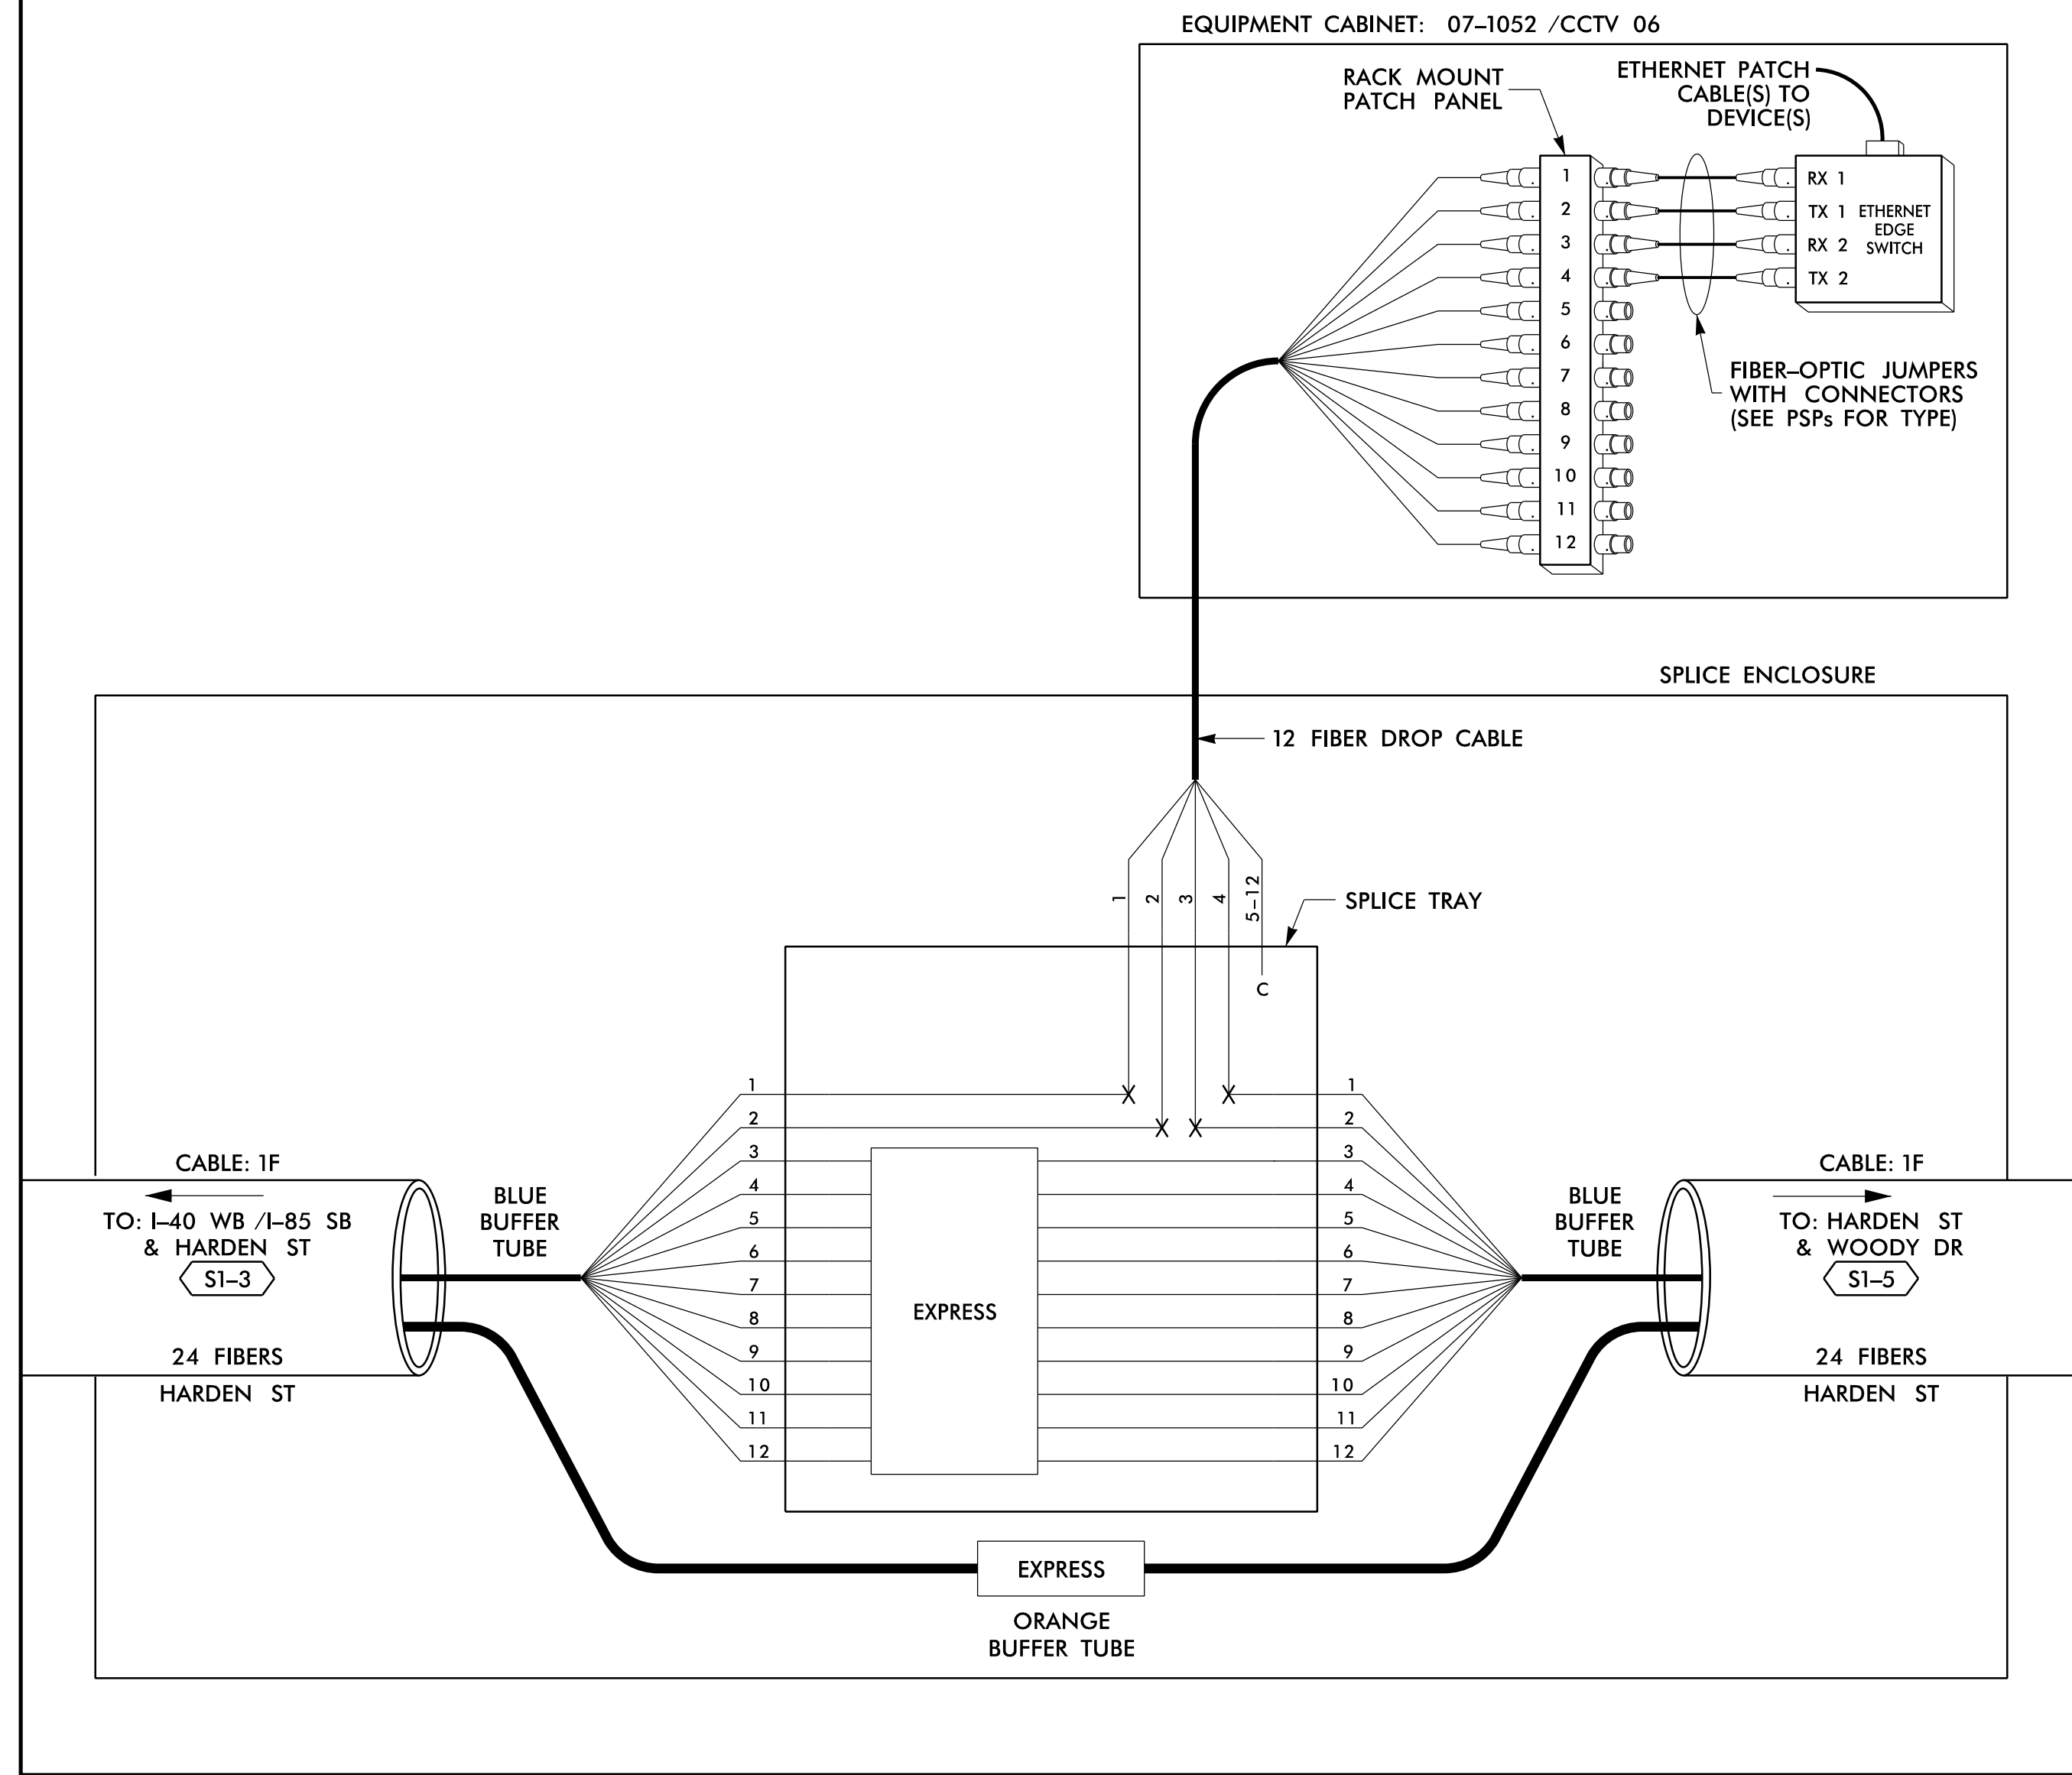 EQUIPMENT CABINET: 07–1052 /CCTV 06
RACK MOUNT
PATCH PANEL
ETHERNET PATCH
CABLE(S) TO
DEVICE(S)
1
2
3
4
5
6
7
8
9
10
11
12
RX 1
TX 1
RX 2
TX 2
ETHERNET
EDGE
SWITCH
FIBER–OPTIC JUMPERS
WITH CONNECTORS
(SEE PSPs FOR TYPE)
SPLICE ENCLOSURE
12 FIBER DROP CABLE
1
2
3
4
5–12
C
SPLICE TRAY
CABLE: 1F
TO: I–40 WB /I–85 SB
& HARDEN ST
S1–3
24 FIBERS
HARDEN ST
BLUE
BUFFER
TUBE
1
2
3
4
5
6
7
8
9
10
11
12
EXPRESS
1
2
3
4
5
6
7
8
9
10
11
12
BLUE
BUFFER
TUBE
CABLE: 1F
TO: HARDEN ST
& WOODY DR
S1–5
24 FIBERS
HARDEN ST
EXPRESS
ORANGE
BUFFER TUBE